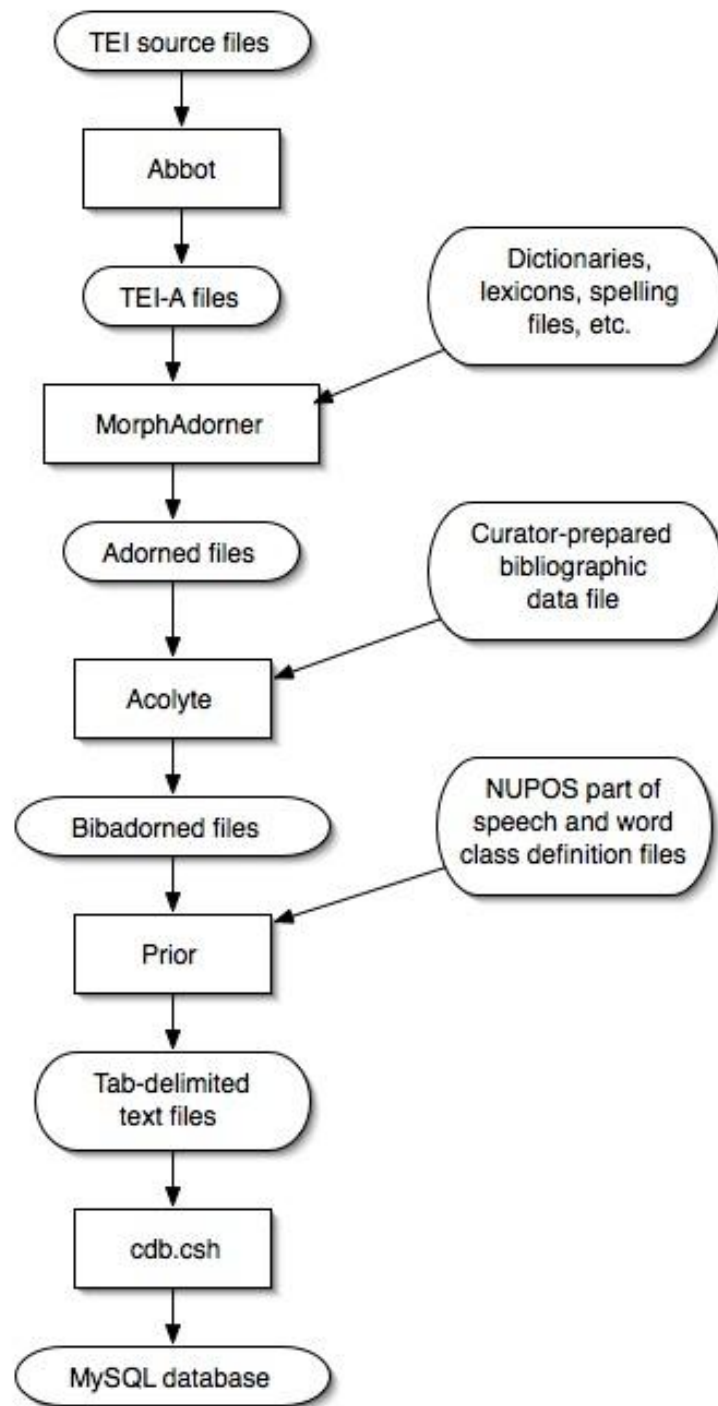 TEI source files
Abbot
TEI-A files
Dictionaries,
lexicons, spelling
files, etc.
MorphAdorner
Adorned files
Curator-prepared
bibliographic
data file
Acolyte
Bibadorned files
NUPOS part of
speech and word
class definition files
Prior
Tab-delimited
text files
cdb.csh
MySQL database